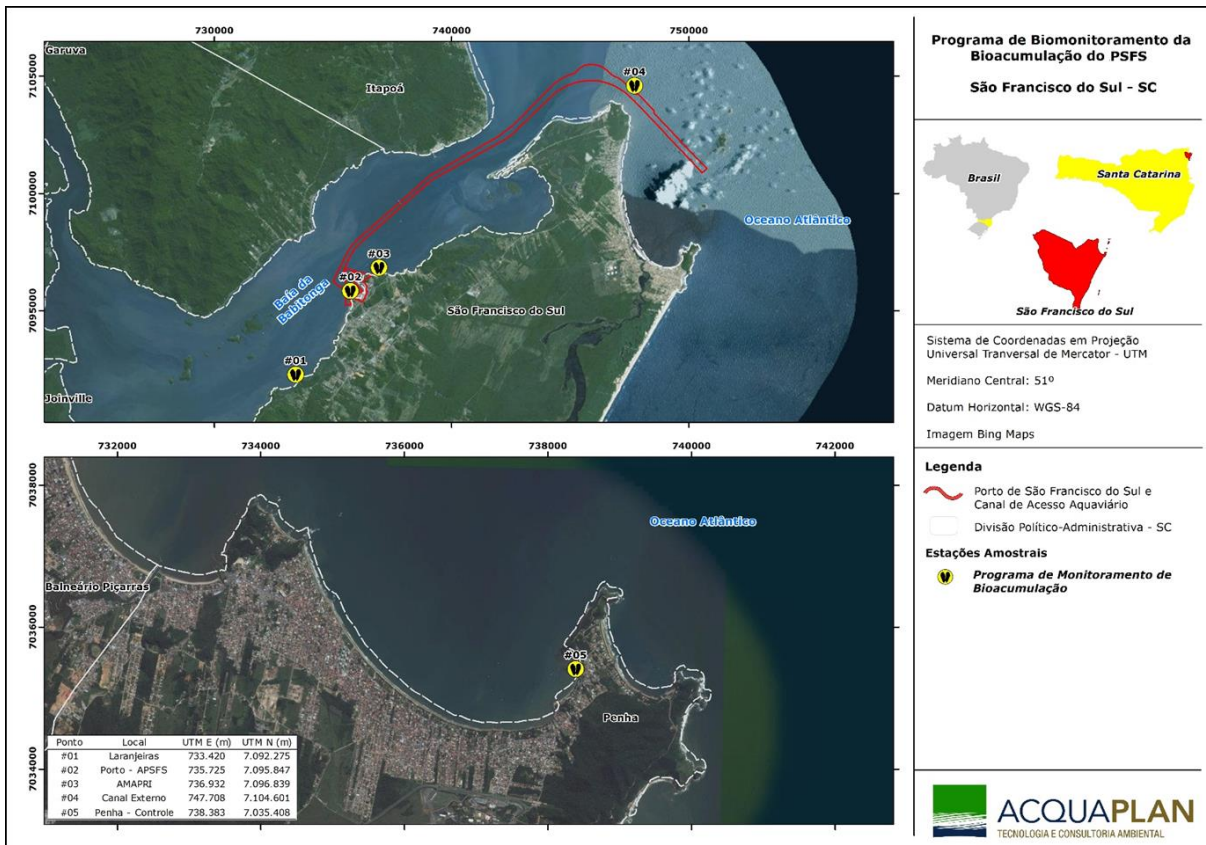 730000 740000 750000
7105000
7100000
7095000
Garuva
Itapoá
#04
Oceano Atlântico
#03
#02
Baía da
Babitonga
São Francisco do Sul
#01
Joinville
732000 734000 736000 738000 740000 742000
7038000
7036000
7034000
Oceano Atlântico
Balneário Piçarras
#05
Penha
Ponto Local UTM E (m) UTM N (m)
#01 Laranjeiras 733.420 7.092.275
#02 Porto - APSFS 735.725 7.095.847
#03 AMAPRI 736.932 7.096.839
#04 Canal Externo 747.708 7.104.601
#05 Penha - Controle 738.383 7.035.408
Programa de Biomonitoramento da
Bioacumulação do PSFS
São Francisco do Sul - SC
Brasil
Santa Catarina
São Francisco do Sul
Sistema de Coordenadas em Projeção
Universal Tranversal de Mercator - UTM
Meridiano Central: 51º
Datum Horizontal: WGS-84
Imagem Bing Maps
Legenda
Porto de São Francisco do Sul e
Canal de Acesso Aquaviário
Divisão Político-Administrativa - SC
Estações Amostrais
Programa de Monitoramento de
Bioacumulação
ACQUAPLAN
TECNOLOGIA E CONSULTORIA AMBIENTAL